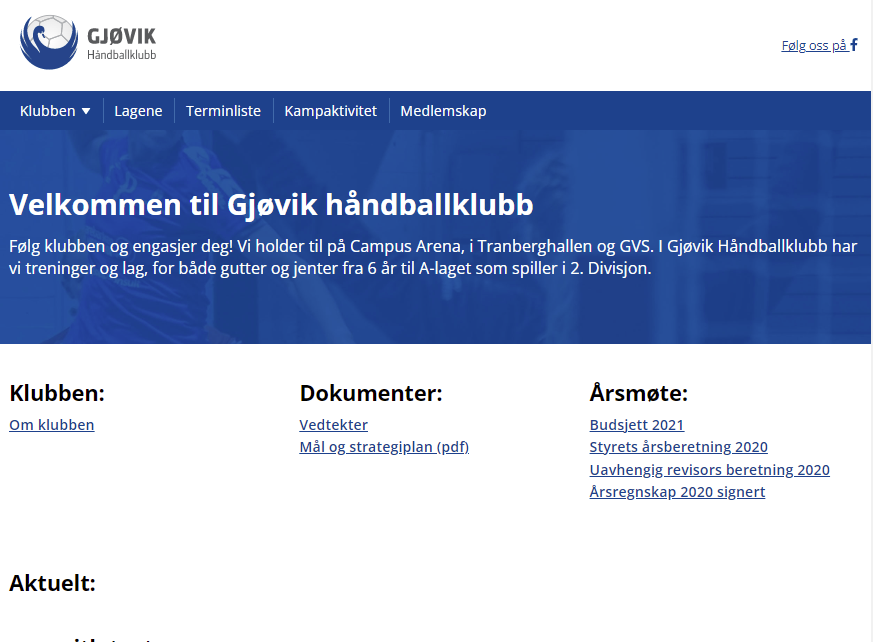 GJØVIK
Håndballklubb
Følg oss på
Klubben Lagene Terminliste Kampaktivitet Medlemskap
Velkommen til Gjøvik håndballklubb
Følg klubben og engasjer deg! Vi holder til på Campus Arena, i Tranberghallen og GVS. I Gjøvik Håndballklubb har
vi treninger og lag, for både gutter og jenter fra 6 år til A-laget som spiller i 2. Divisjon.
Klubben:
Om klubben
Dokumenter:
Vedtekter
Mål og strategiplan (pdf)
Årsmøte:
Budsjett 2021
Styrets årsberetning 2020
Uavhengig revisors beretning 2020
Årsregnskap 2020 signert
Aktuelt: